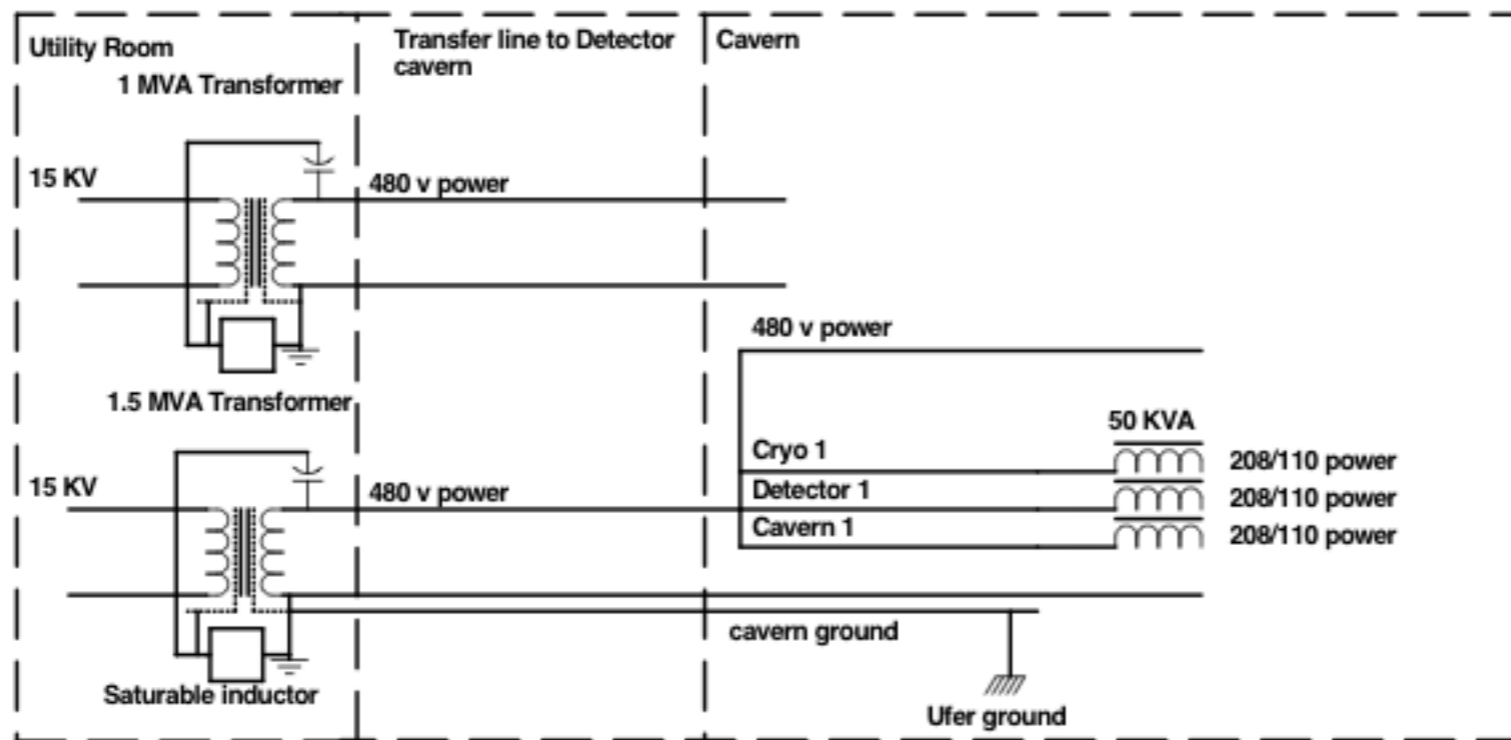 Utility Room
Transfer line to Detector
cavern
Cavern
1 MVA Transformer
15 KV
480 v power
480 v power
1.5 MVA Transformer
50 KVA
Cryo 1
208/110 power
15 KV
480 v power
Detector 1
208/110 power
Cavern 1
208/110 power
cavern ground
Saturable inductor
Ufer ground